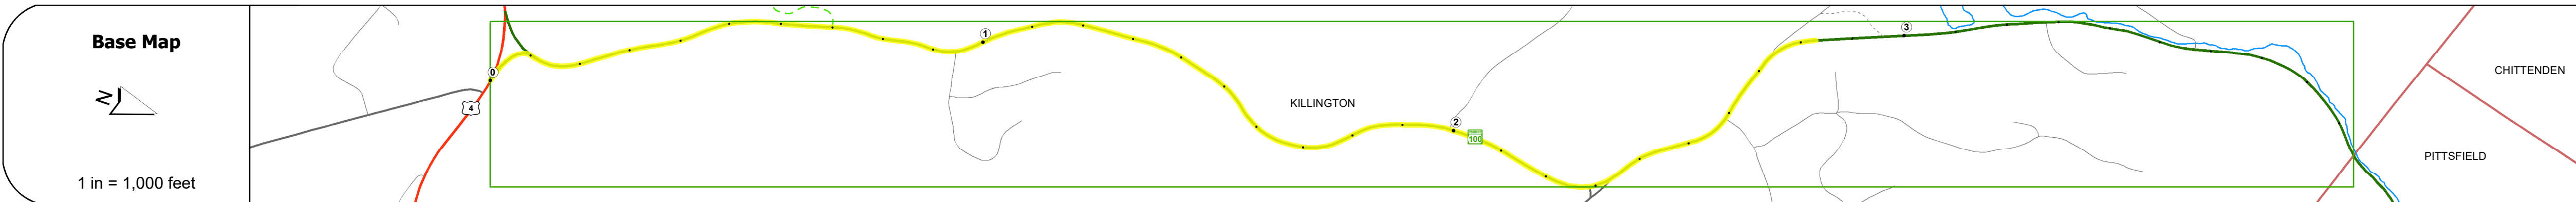 Base Map
N
1 in = 1,000 feet
0
4
1
KILLINGTON
2
100
3
CHITTENDEN
PITTSFIELD